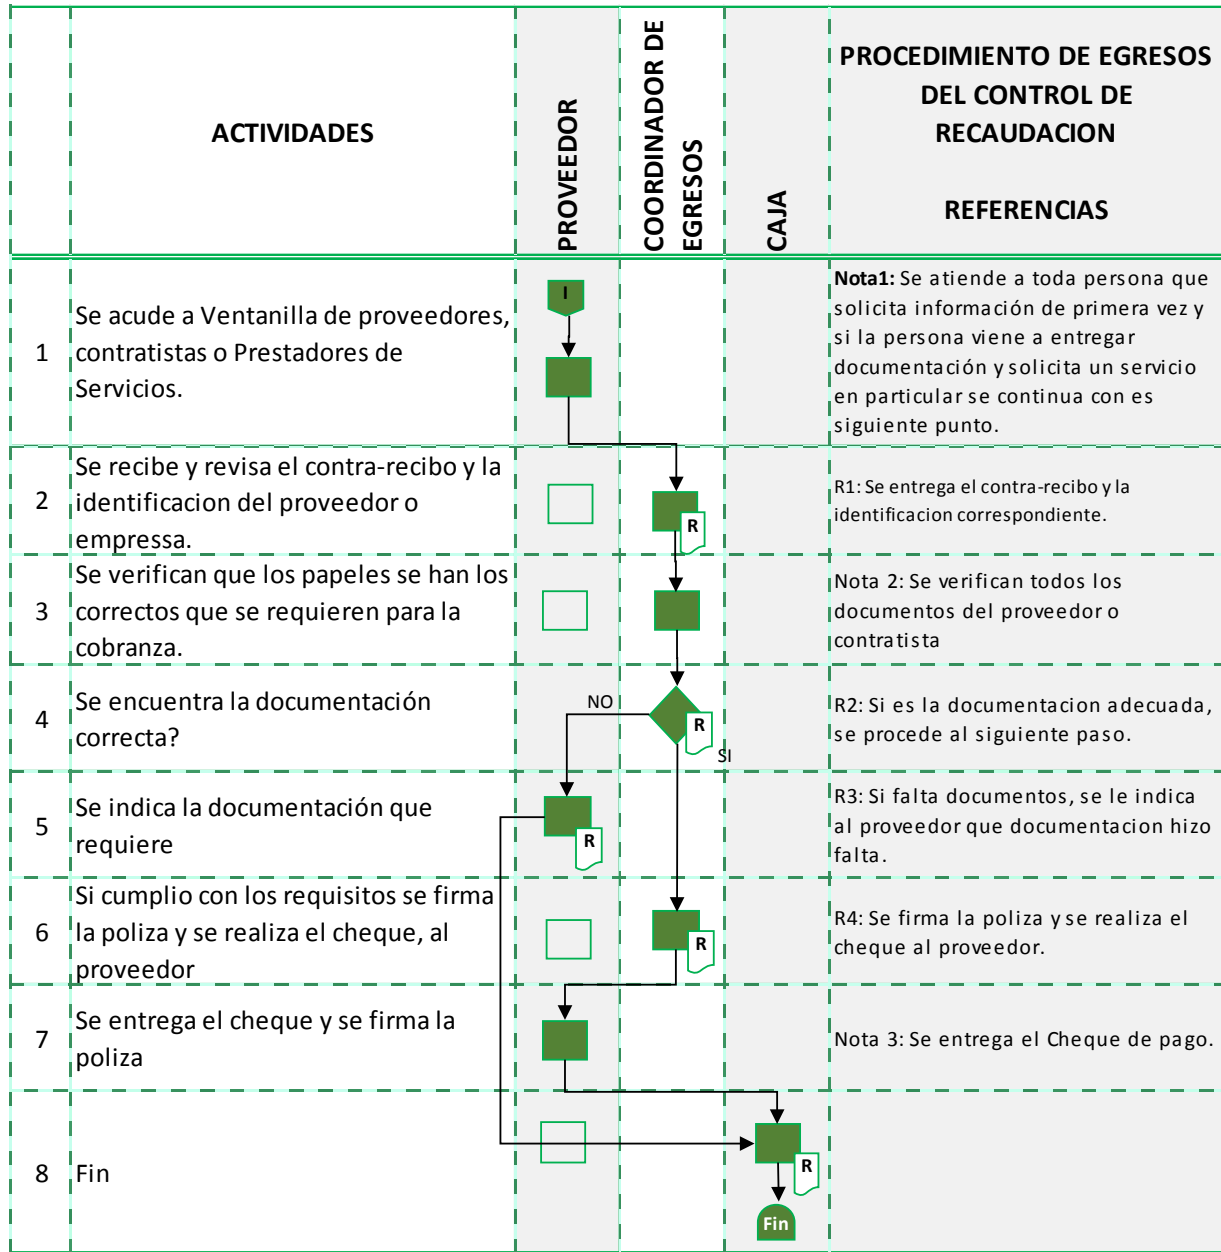 ACTIVIDADES
PROVEEDOR
COORDINADOR DE
EGRESOS
CAJA
PROCEDIMIENTO DE EGRESOS
DEL CONTROL DE
RECAUDACION
REFERENCIAS
1
Se acude a Ventanilla de proveedores,
contratistas o Prestadores de
Servicios.
I
Nota1: Se atiende a toda persona que
solicita información de primera vez y
si la persona viene a entregar
documentación y solicita un servicio
en particular se continua con es
siguiente punto.
2
Se recibe y revisa el contra-recibo y la
identificacion del proveedor o
empressa.
R
R1: Se entrega el contra-recibo y la
identificacion correspondiente.
3
Se verifican que los papeles se han los
correctos que se requieren para la
cobranza.
Nota 2: Se verifican todos los
documentos del proveedor o
contratista
4
Se encuentra la documentación
correcta?
NO
R
SI
R2: Si es la documentacion adecuada,
se procede al siguiente paso.
5
Se indica la documentación que
requiere
R
R3: Si falta documentos, se le indica
al proveedor que documentacion hizo
falta.
6
Si cumplio con los requisitos se firma
la poliza y se realiza el cheque, al
proveedor
R
R4: Se firma la poliza y se realiza el
cheque al proveedor.
7
Se entrega el cheque y se firma la
poliza
Nota 3: Se entrega el Cheque de pago.
8
Fin
R
Fin